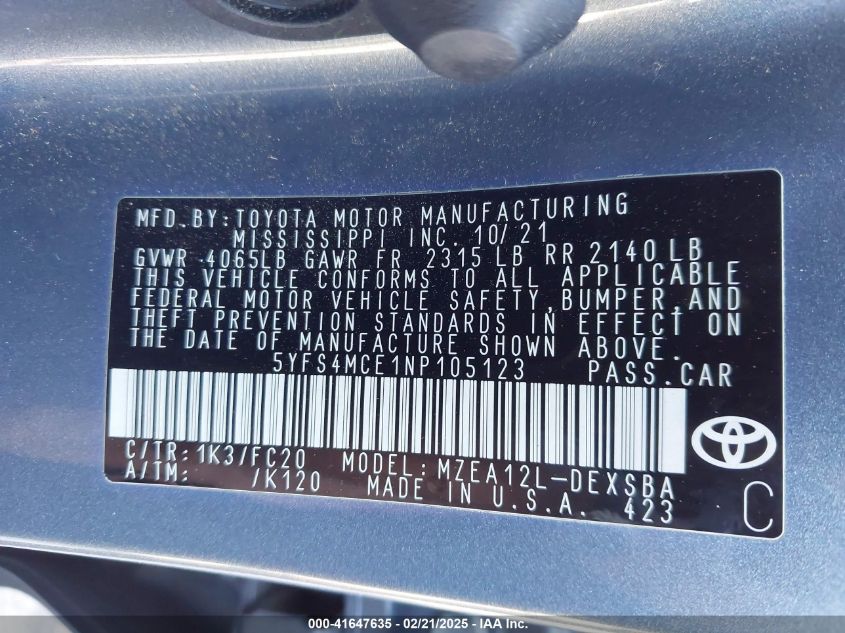 MFD. BY: TOYOTA MOTOR MANUFACTURING
MISSISSIPPI INC. 10/21
GVWR 4065LB GAWR FR 2315 LB RR 2140 LB
THIS VEHICLE CONFORMS TO ALL APPLICABLE
FEDERAL MOTOR VEHICLE SAFETY, BUMPER, AND
THEFT PREVENTION STANDARDS IN EFFECT ON
THE DATE OF MANUFACTURE SHOWN ABOVE.
5YFS4MCE1NP105123 PASS. CAR
C/TR: 1K3/FC20 MODEL: MZEA12L-DEXSBA
A/TM: /K120 MADE IN U.S.A. 423
C
000-41647635 - 02/21/2025 - IAA Inc.